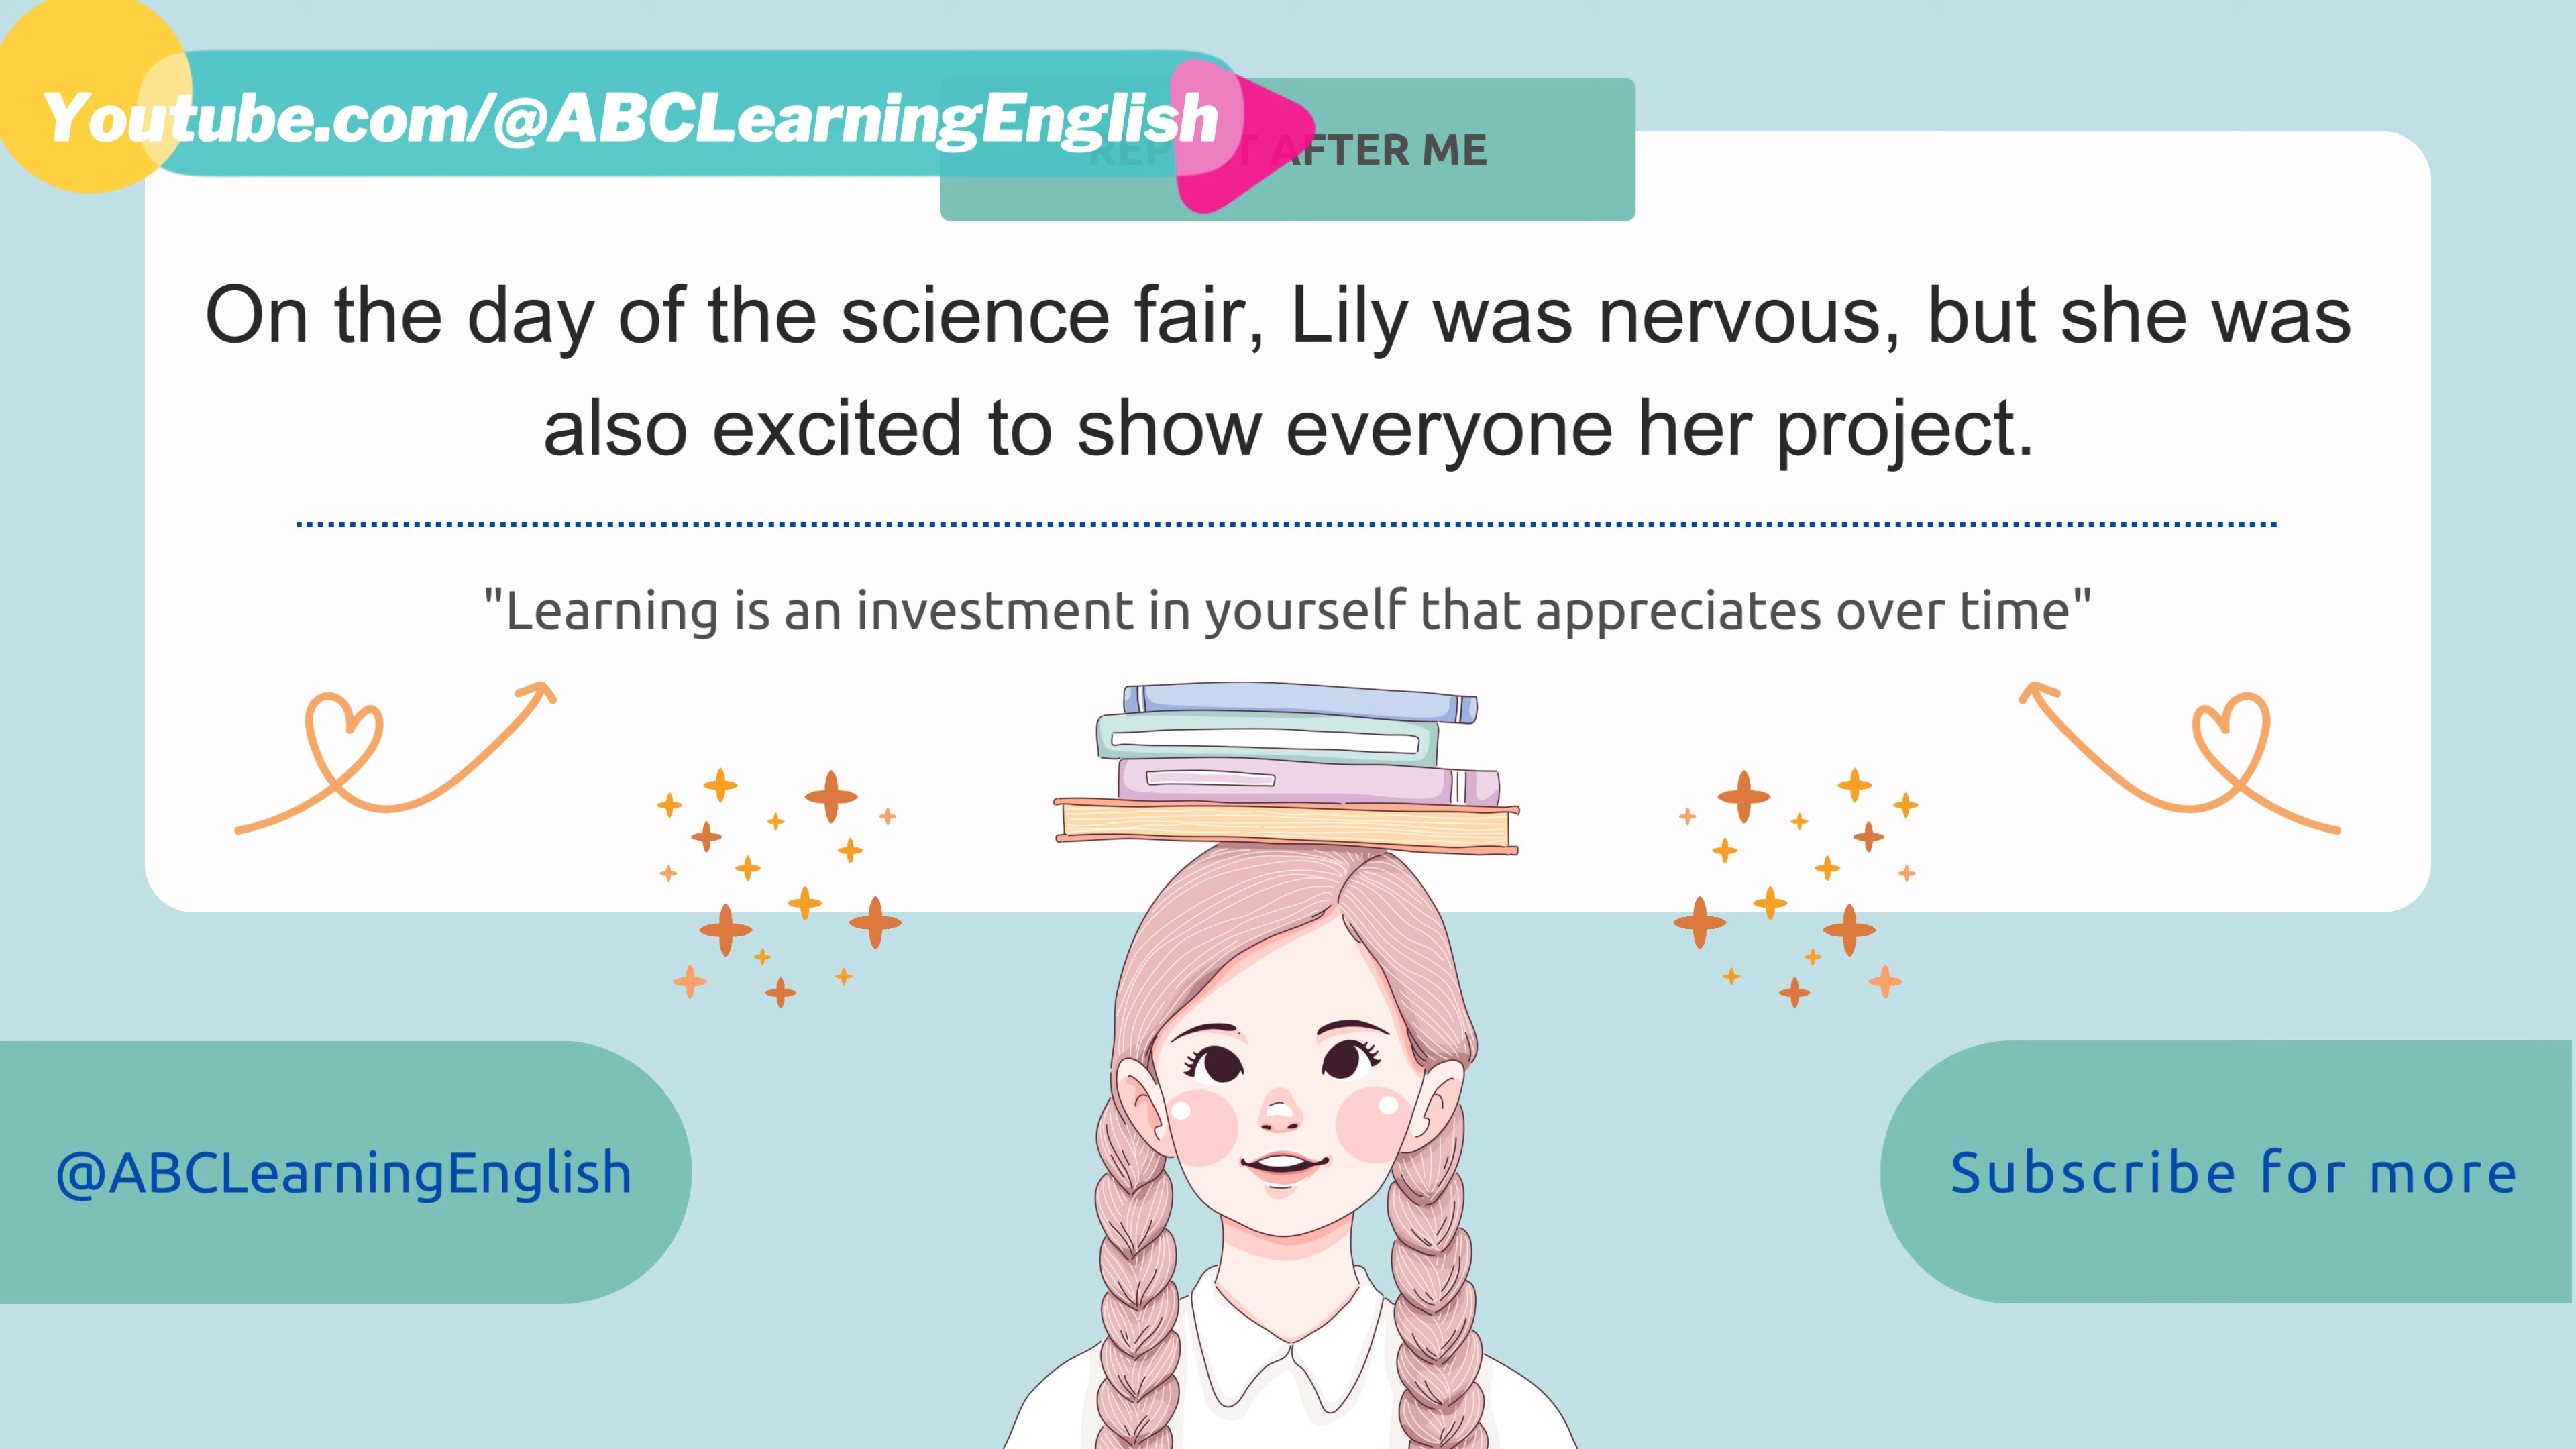 Youtube.com/@ABCLearningEnglish
REPEAT AFTER ME
On the day of the science fair, Lily was nervous, but she was
also excited to show everyone her project.
"Learning is an investment in yourself that appreciates over time"
@ABCLearningEnglish
Subscribe for more